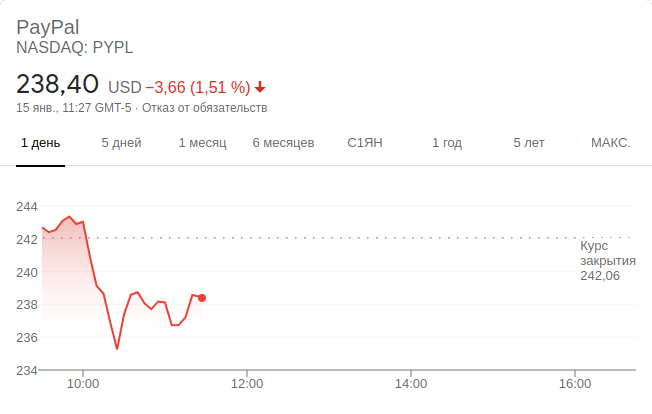 PayPal
NASDAQ: PYPL
238,40 USD −3,66 (1,51 %)
15 янв., 11:27 GMT-5 · Отказ от обязательств
1 день 5 дней 1 месяц 6 месяцев С1ЯН 1 год 5 лет МАКС.
244
242
Курс
закрытия
242,06
240
238
236
234
10:00 12:00 14:00 16:00